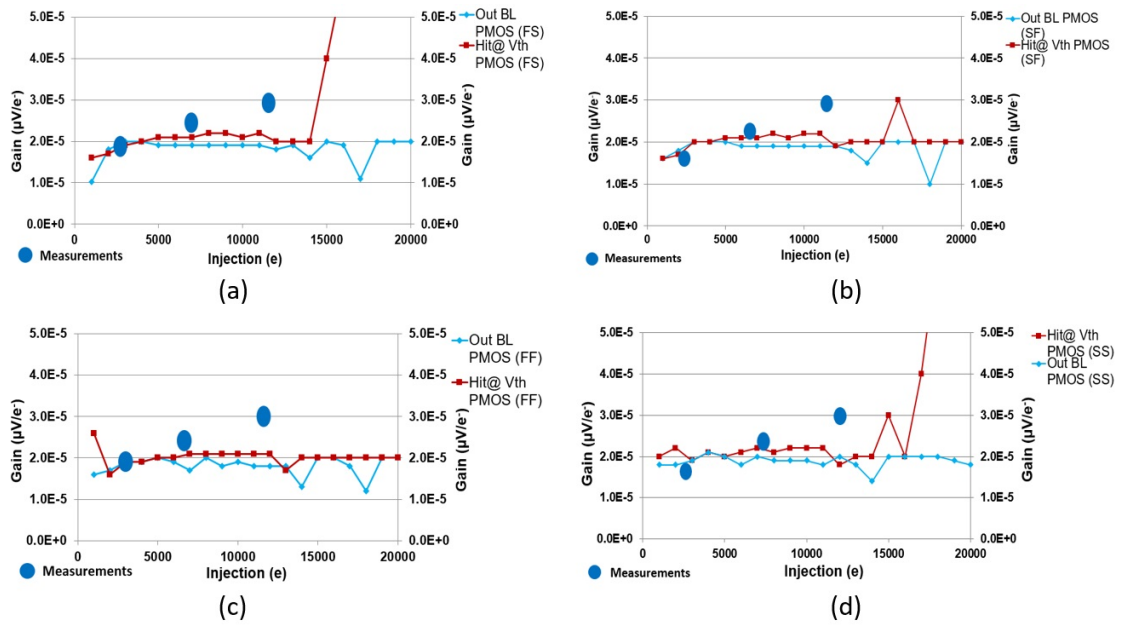 5.0E-5
4.0E-5
3.0E-5
2.0E-5
1.0E-5
0.0E+0
Gain (µV/e-)
0 5000 10000 15000 20000
Injection (e)
5.0E-5
4.0E-5
3.0E-5
2.0E-5
1.0E-5
0.0E+0
Gain (µV/e-)
Out BL
PMOS (FS)
Hit@ Vth
PMOS (FS)
Measurements
(a)
5.0E-5
4.0E-5
3.0E-5
2.0E-5
1.0E-5
0.0E+0
Gain (µV/e-)
0 5000 10000 15000 20000
Injection (e)
5.0E-5
4.0E-5
3.0E-5
2.0E-5
1.0E-5
0.0E+0
Gain (µV/e-)
Out BL PMOS
(SF)
Hit@ Vth PMOS
(SF)
Measurements
(b)
5.0E-5
4.0E-5
3.0E-5
2.0E-5
1.0E-5
0.0E+0
Gain (µV/e-)
0 5000 10000 15000 20000
Injection (e)
5.0E-5
4.0E-5
3.0E-5
2.0E-5
1.0E-5
0.0E+0
Gain (µV/e-)
Out BL
PMOS (FF)
Hit@ Vth
PMOS (FF)
Measurements
(c)
5.0E-5
4.0E-5
3.0E-5
2.0E-5
1.0E-5
0.0E+0
Gain (µV/e-)
0 5000 10000 15000 20000
Injection (e)
5.0E-5
4.0E-5
3.0E-5
2.0E-5
1.0E-5
0.0E+0
Gain (µV/e-)
Hit@ Vth
PMOS (SS)
Out BL
PMOS (SS)
Measurements
(d)